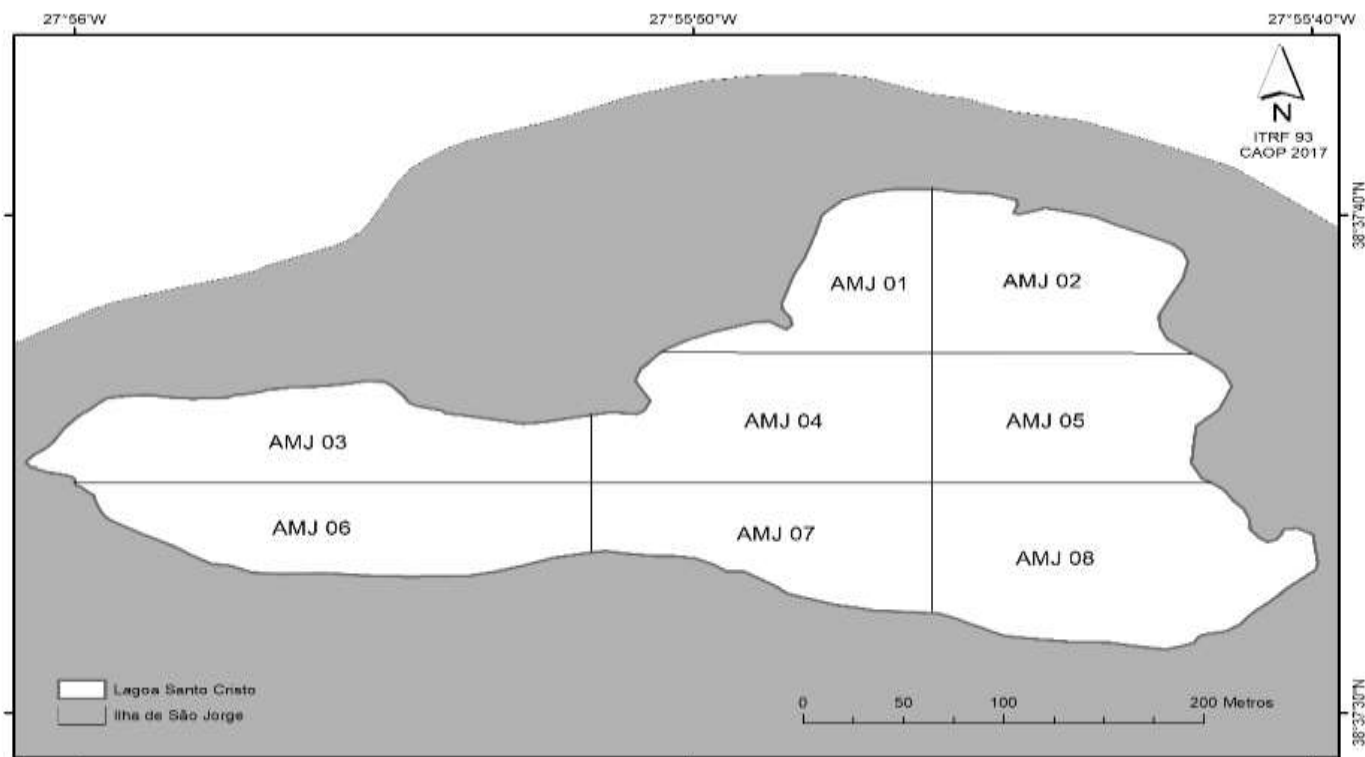 27°56'W
27°55'50"W
27°55'40"W
N
ITRF 93
CAOP 2017
38°37'40"N
AMJ 01
AMJ 02
AMJ 03
AMJ 04
AMJ 05
AMJ 06
AMJ 07
AMJ 08
Lagoa Santo Cristo
Ilha de São Jorge
0 50 100 200 Metros
38°37'30"N